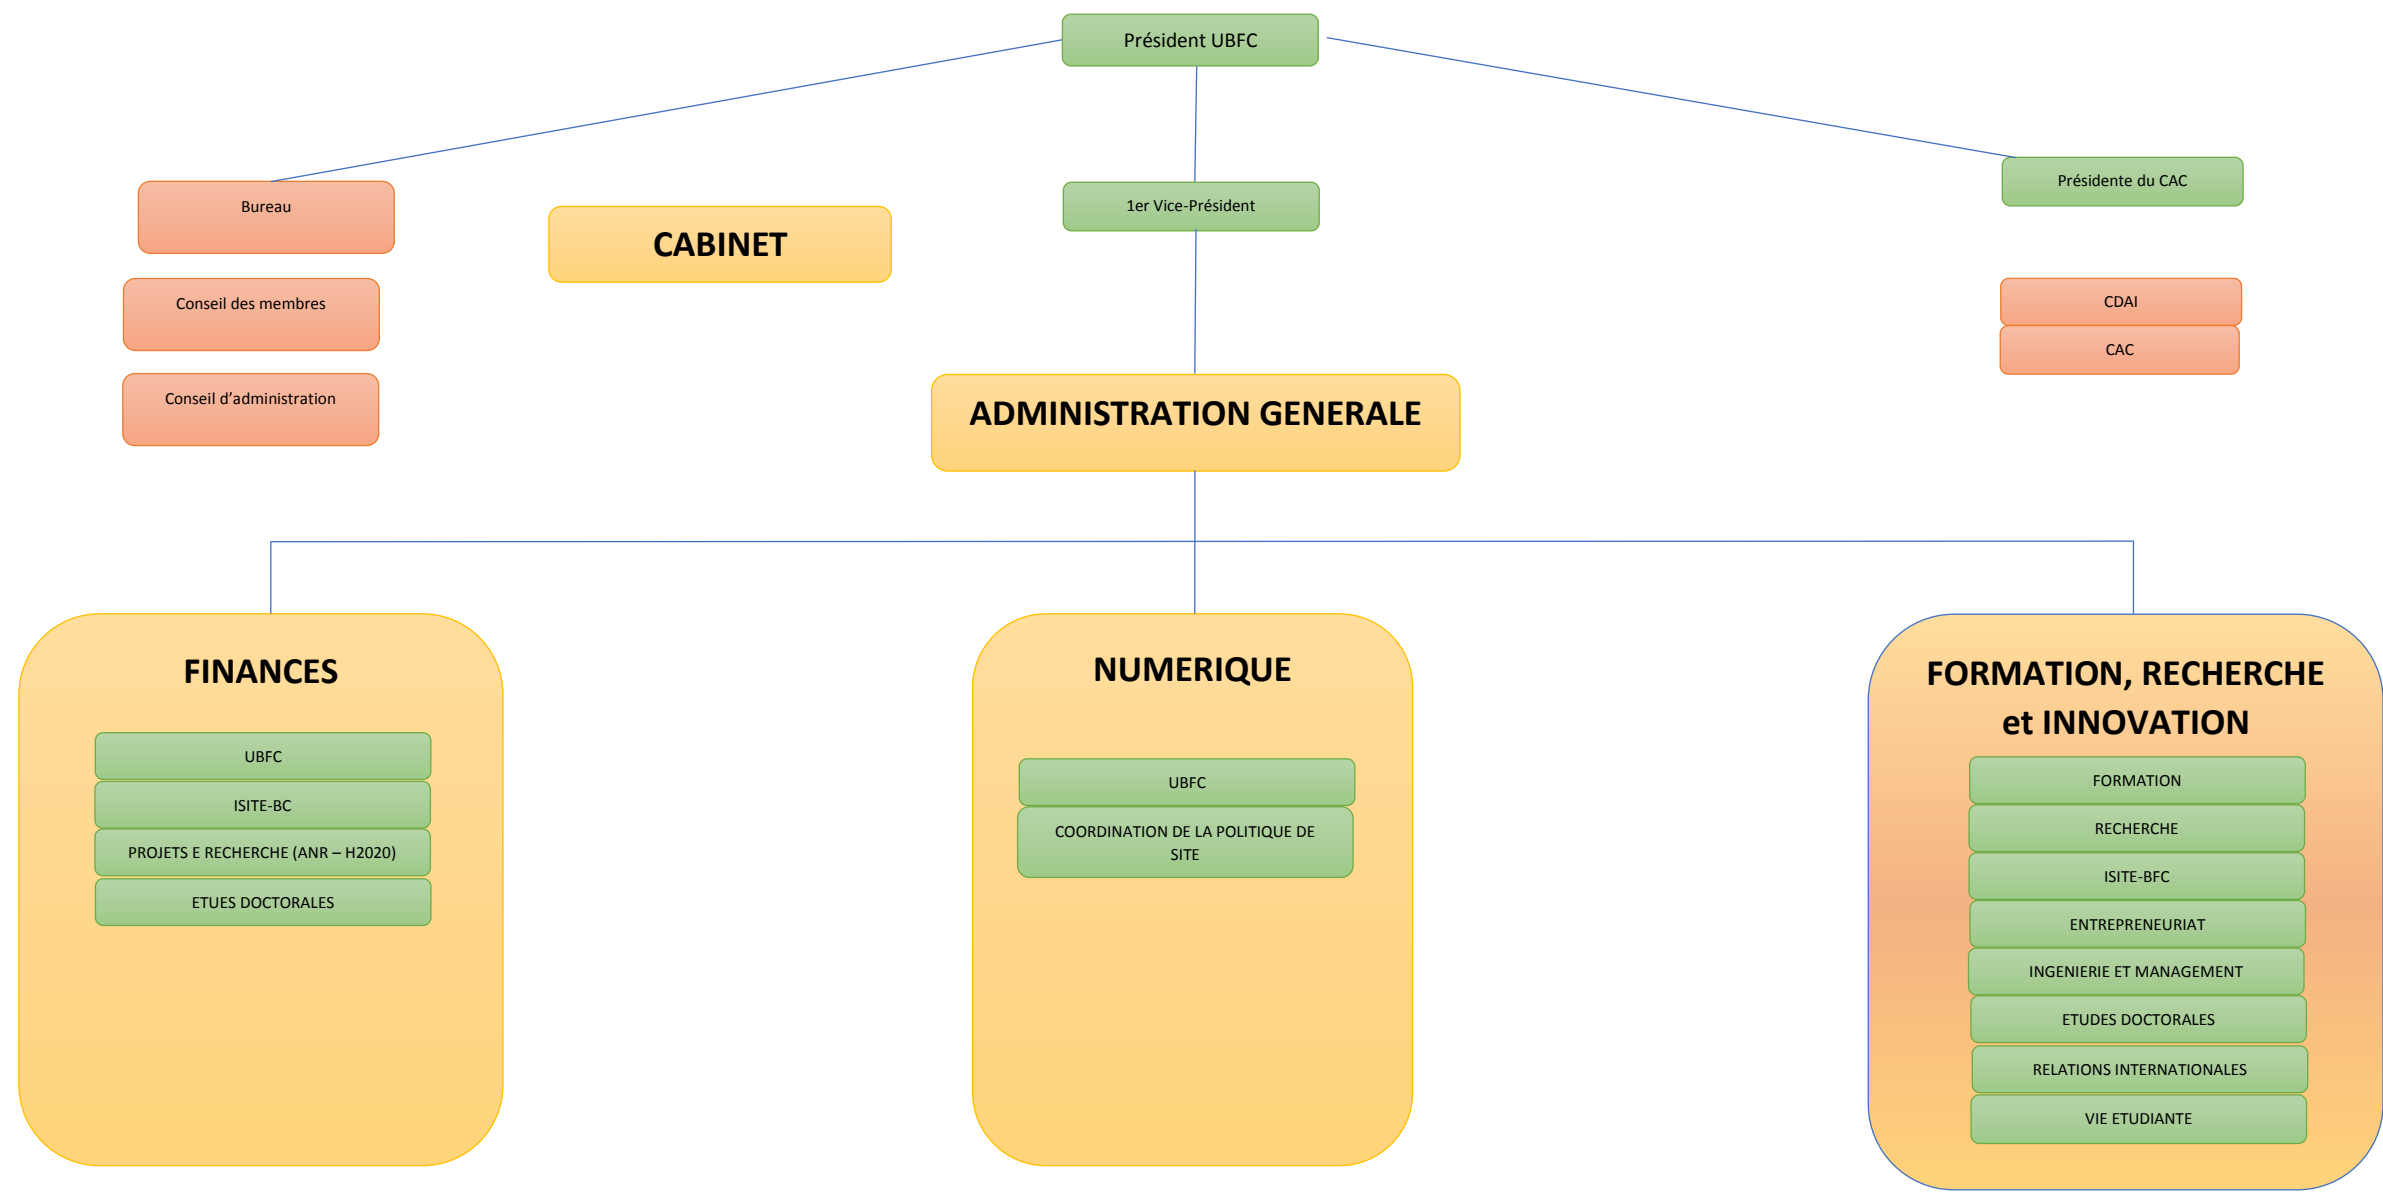 Président UBFC
Bureau
Conseil des membres
Conseil d’administration
CABINET
1er Vice-Président
Présidente du CAC
CDAI
CAC
ADMINISTRATION GENERALE
FINANCES
UBFC
ISITE-BC
PROJETS E RECHERCHE (ANR – H2020)
ETUES DOCTORALES
NUMERIQUE
UBFC
COORDINATION DE LA POLITIQUE DE
SITE
FORMATION, RECHERCHE
et INNOVATION
FORMATION
RECHERCHE
ISITE-BFC
ENTREPRENEURIAT
INGENIERIE ET MANAGEMENT
ETUDES DOCTORALES
RELATIONS INTERNATIONALES
VIE ETUDIANTE